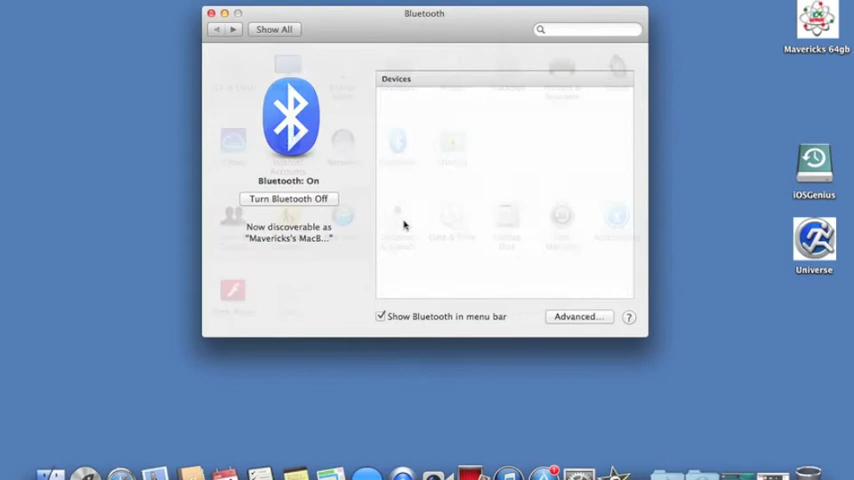 Bluetooth
Show All
Mavericks 64gb
Devices
Bluetooth: On
Turn Bluetooth Off
Now discoverable as
"Mavericks's MacB..."
iOSGenius
Universe
Show Bluetooth in menu bar
Advanced...
?